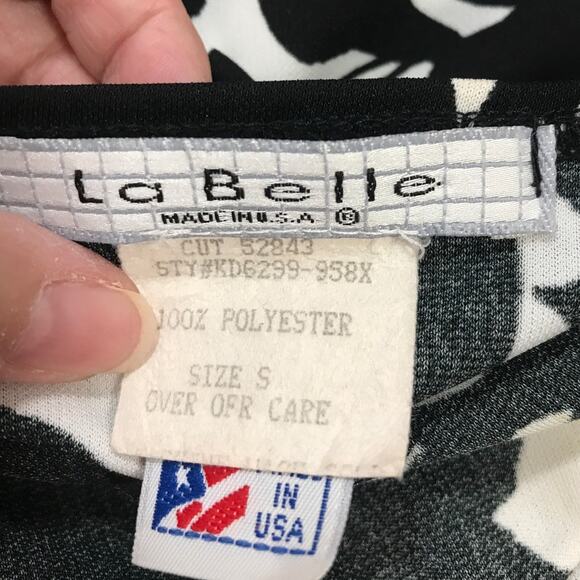 La Belle
MADE IN U.S.A ®
CUT 52843
STY#KD6299-958X
100% POLYESTER
SIZE S
OVER OFR CARE
IN
USA